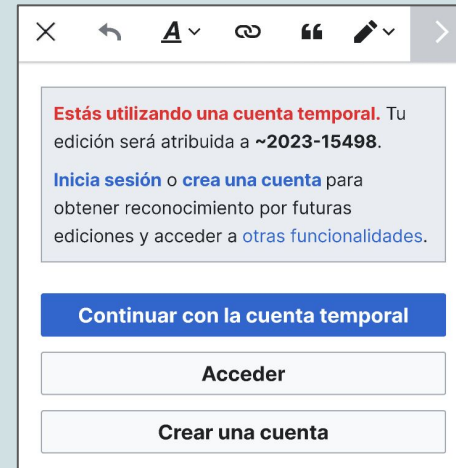 Estás utilizando una cuenta temporal. Tu
edición será atribuida a ~2023-15498.
Inicia sesión o crea una cuenta para
obtener reconocimiento por futuras
ediciones y acceder a otras funcionalidades.
Continuar con la cuenta temporal
Acceder
Crear una cuenta